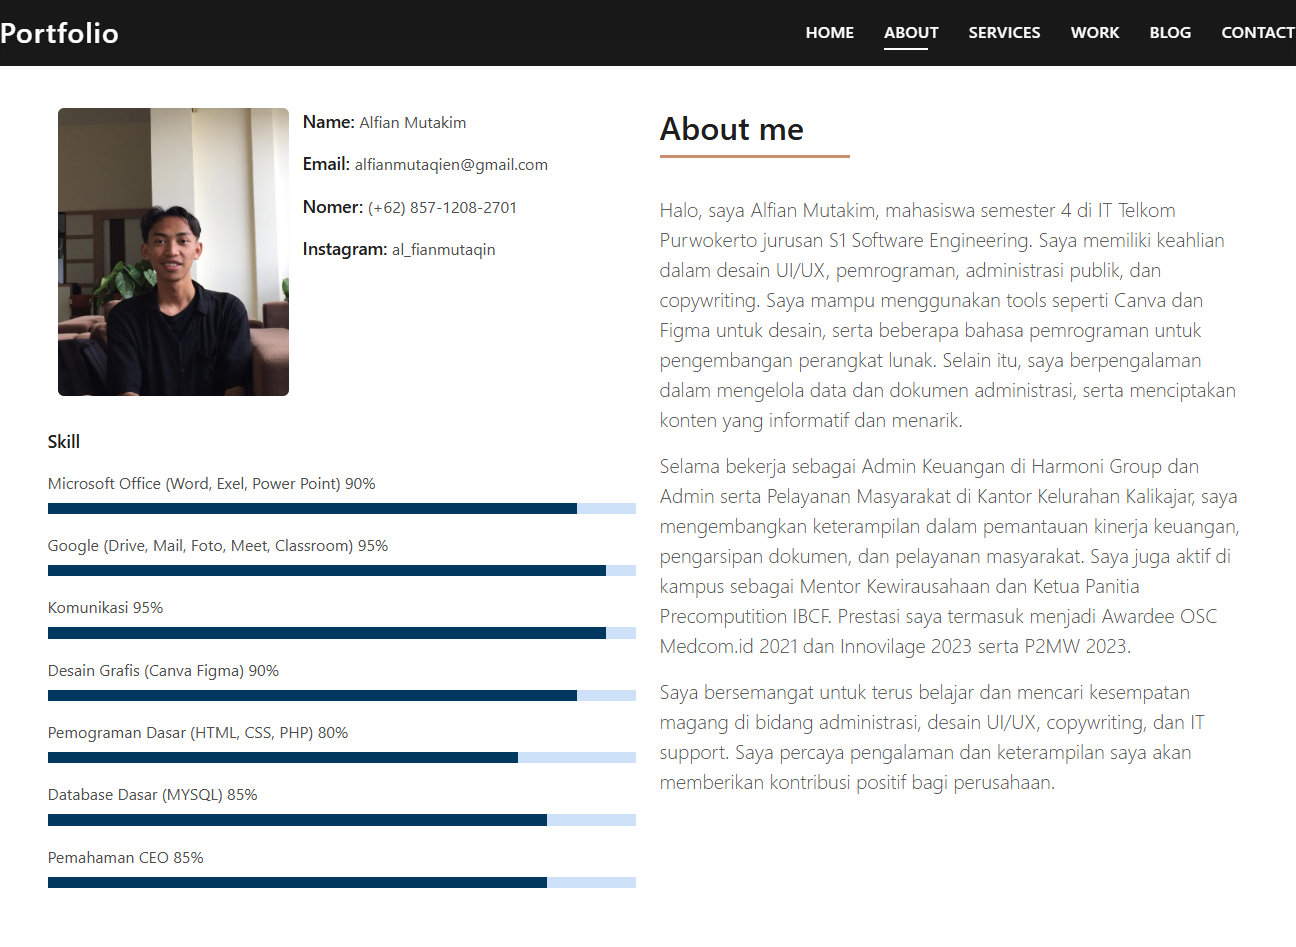 Portfolio
HOME ABOUT SERVICES WORK BLOG CONTACT
Name: Alfian Mutakim
Email: alfianmutaqien@gmail.com
Nomer: (+62) 857-1208-2701
Instagram: al_fianmutaqin
Skill
Microsoft Office (Word, Exel, Power Point) 90%
Google (Drive, Mail, Foto, Meet, Classroom) 95%
Komunikasi 95%
Desain Grafis (Canva Figma) 90%
Pemograman Dasar (HTML, CSS, PHP) 80%
Database Dasar (MYSQL) 85%
Pemahaman CEO 85%
About me
Halo, saya Alfian Mutakim, mahasiswa semester 4 di IT Telkom
Purwokerto jurusan S1 Software Engineering. Saya memiliki keahlian
dalam desain UI/UX, pemrograman, administrasi publik, dan
copywriting. Saya mampu menggunakan tools seperti Canva dan
Figma untuk desain, serta beberapa bahasa pemrograman untuk
pengembangan perangkat lunak. Selain itu, saya berpengalaman
dalam mengelola data dan dokumen administrasi, serta menciptakan
konten yang informatif dan menarik.
Selama bekerja sebagai Admin Keuangan di Harmoni Group dan
Admin serta Pelayanan Masyarakat di Kantor Kelurahan Kalikajar, saya
mengembangkan keterampilan dalam pemantauan kinerja keuangan,
pengarsipan dokumen, dan pelayanan masyarakat. Saya juga aktif di
kampus sebagai Mentor Kewirausahaan dan Ketua Panitia
Precomputition IBCF. Prestasi saya termasuk menjadi Awardee OSC
Medcom.id 2021 dan Innovilage 2023 serta P2MW 2023.
Saya bersemangat untuk terus belajar dan mencari kesempatan
magang di bidang administrasi, desain UI/UX, copywriting, dan IT
support. Saya percaya pengalaman dan keterampilan saya akan
memberikan kontribusi positif bagi perusahaan.